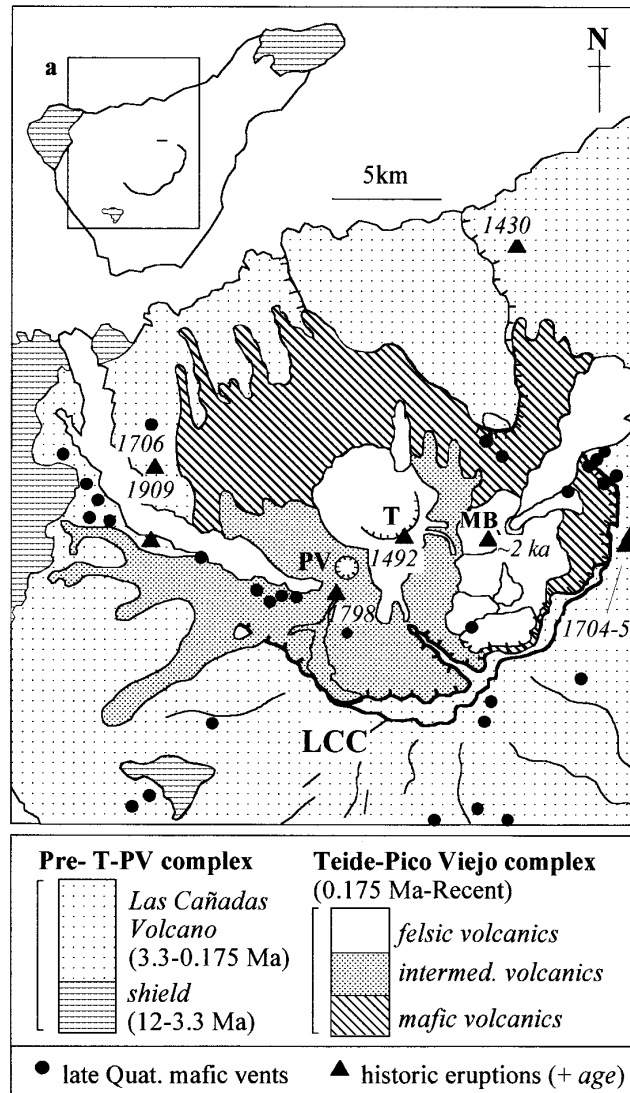 a
N
5km
1430
1706
1909
T
MB
~2 ka
1492
PV
1798
1704-5
LCC
Pre- T-PV complex
Las Cañadas
Volcano
(3.3-0.175 Ma)
shield
(12-3.3 Ma)
Teide-Pico Viejo complex
(0.175 Ma-Recent)
felsic volcanics
intermed. volcanics
mafic volcanics
late Quat. mafic vents
historic eruptions (+ age)